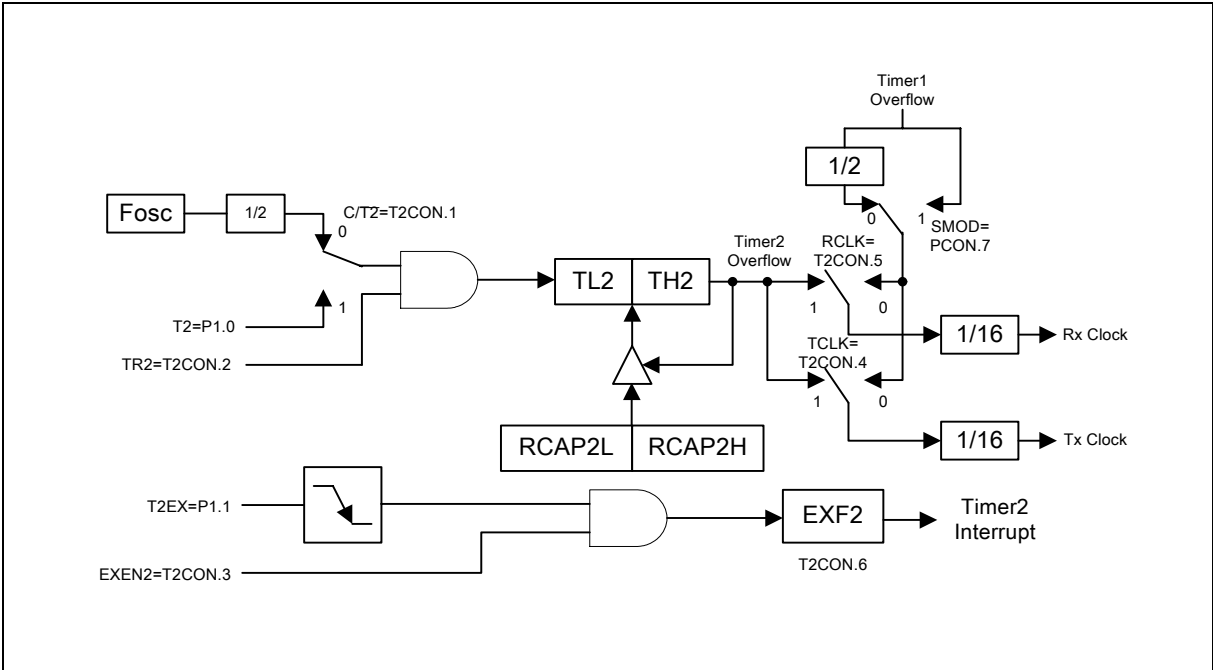 Timer1
Overflow
1/2
Fosc
1/2
C/T2=T2CON.1
0
0
1
SMOD=
PCON.7
Timer2
Overflow
RCLK=
T2CON.5
TL2
TH2
1
0
1
T2=P1.0
TR2=T2CON.2
1/16
Rx Clock
TCLK=
T2CON.4
1
0
RCAP2L
RCAP2H
1/16
Tx Clock
T2EX=P1.1
EXF2
Timer2
Interrupt
T2CON.6
EXEN2=T2CON.3